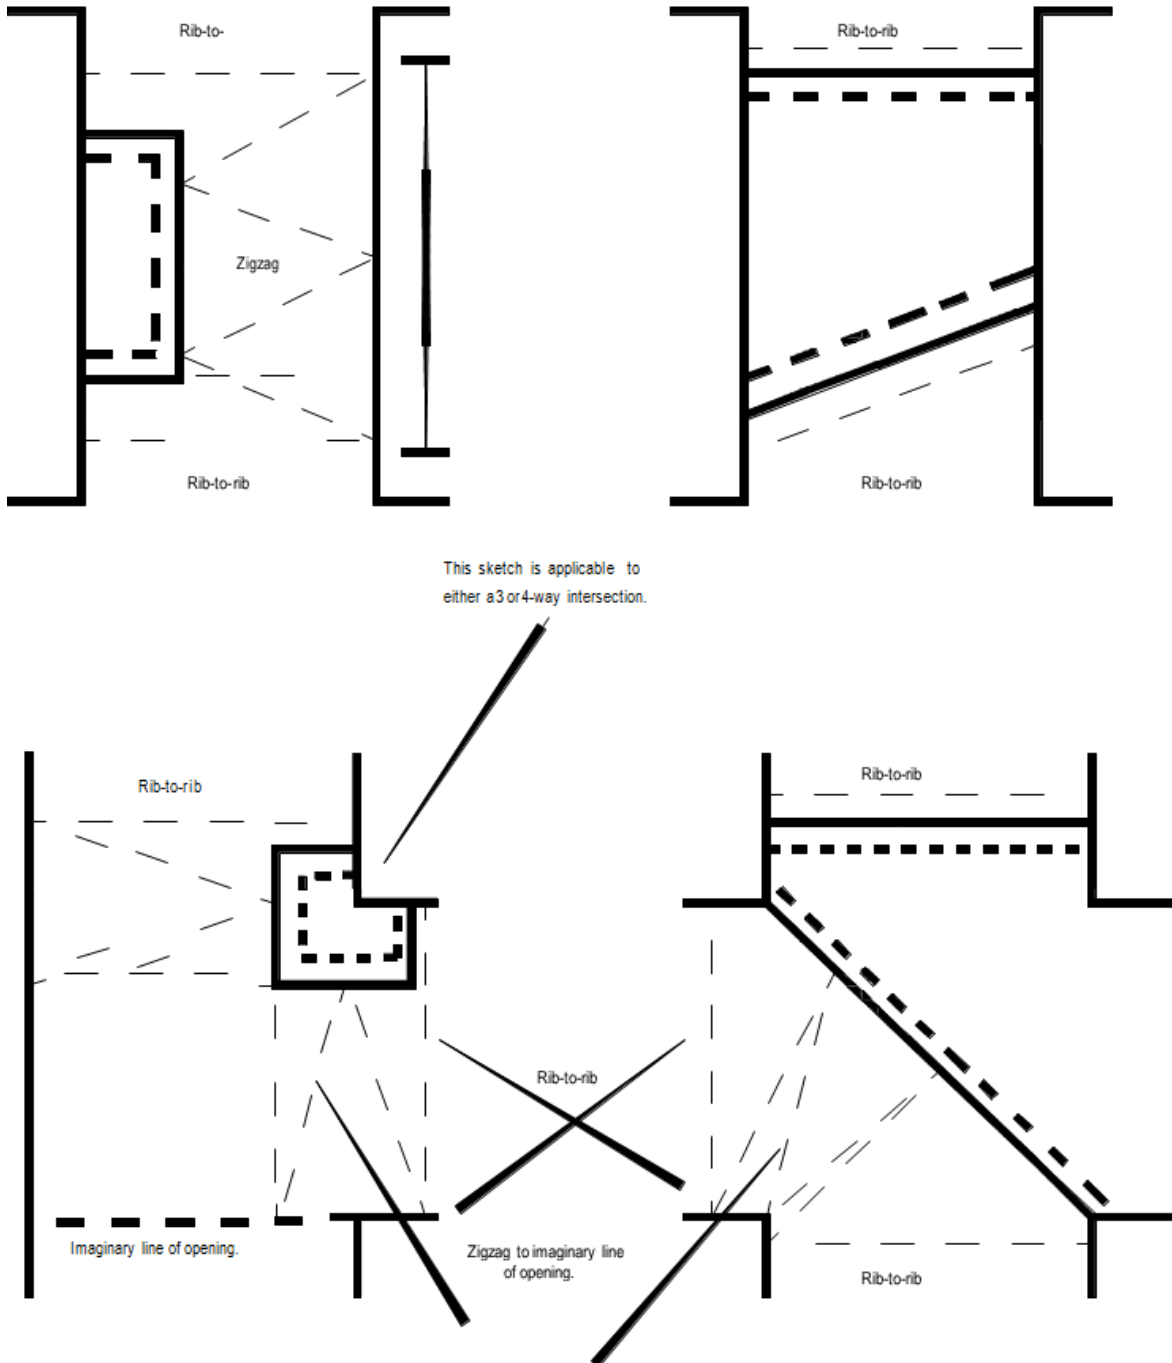 Rib-to-
Rib-to-rib
Zigzag
Rib-to-rib
Rib-to-rib
This sketch is applicable to
either a 3 or 4-way intersection.
Rib-to-rib
Rib-to-rib
Rib-to-rib
Imaginary line of opening.
Zigzag to imaginary line
of opening.
Rib-to-rib